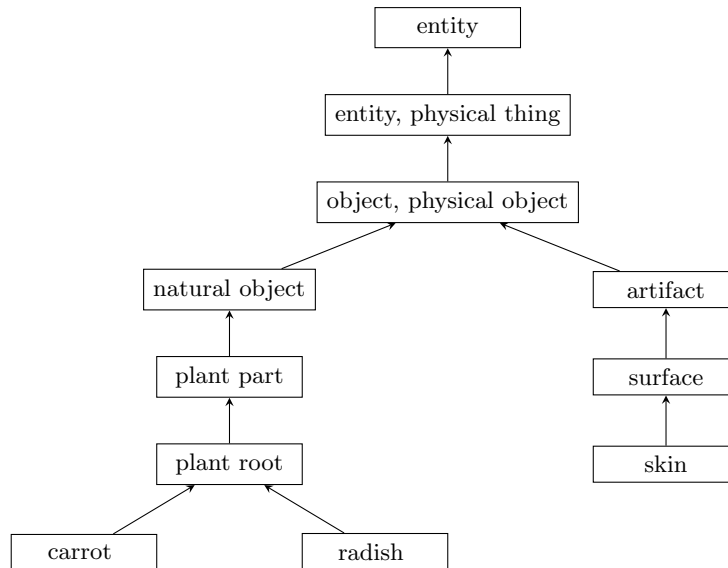 entity
entity, physical thing
object, physical object
natural object
artifact
plant part
surface
plant root
skin
carrot
radish